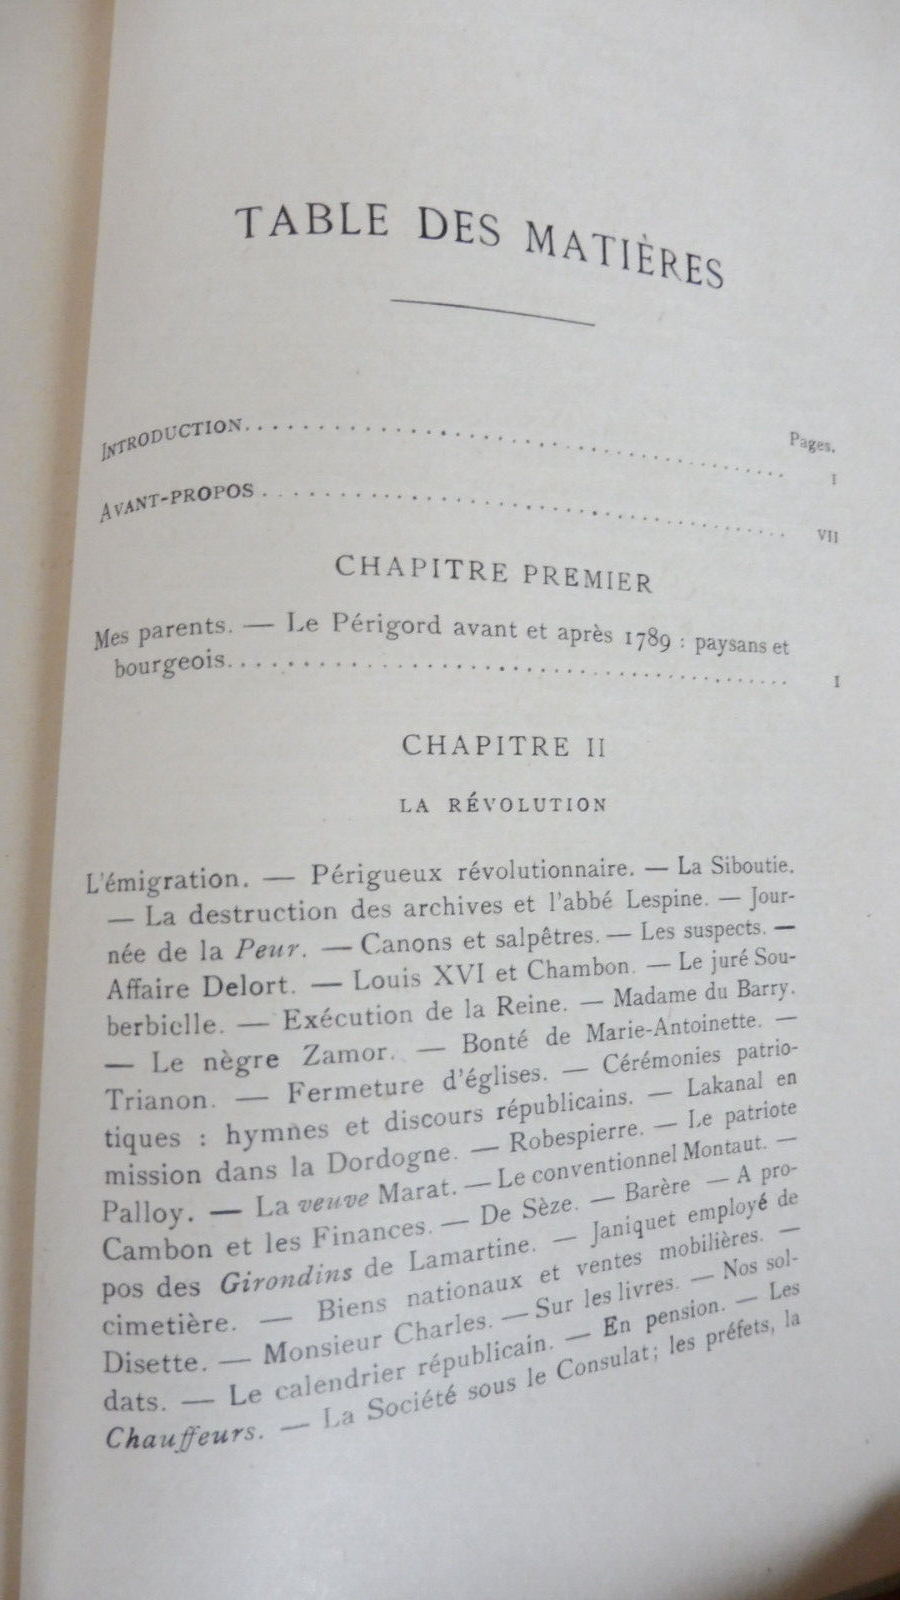 TABLE DES MATIÈRES
Pages.
INTRODUCTION. . . . . . . . . . . . . . . . . . . . . . . . . . . . . . I
AVANT-PROPOS . . . . . . . . . . . . . . . . . . . . . . . . . . . . . . VII
CHAPITRE PREMIER
Mes parents. — Le Périgord avant et après 1789 : paysans et
bourgeois. . . . . . . . . . . . . . . . . . . . . . . . . . . . . . . . I
CHAPITRE II
LA RÉVOLUTION
L'émigration. — Périgueux révolutionnaire. — La Siboutie.
— La destruction des archives et l'abbé Lespine. — Jour-
née de la Peur. — Canons et salpêtres. — Les suspects. —
Affaire Delort. — Louis XVI et Chambon. — Le juré Sou-
berbielle. — Exécution de la Reine. — Madame du Barry.
— Le nègre Zamor. — Bonté de Marie-Antoinette. —
Trianon. — Fermeture d'églises. — Cérémonies patrio-
tiques : hymnes et discours républicains. — Lakanal en
mission dans la Dordogne. — Robespierre. — Le patriote
Palloy. — La veuve Marat. — Le conventionnel Montaut. —
Cambon et les Finances. — De Sèze. — Barère — A pro-
pos des Girondins de Lamartine. — Janiquet employé de
cimetière. — Biens nationaux et ventes mobilières. —
Disette. — Monsieur Charles. — Sur les livres. — Nos sol-
dats. — Le calendrier républicain. — En pension. — Les
Chauffeurs. — La Société sous le Consulat ; les préfets, la